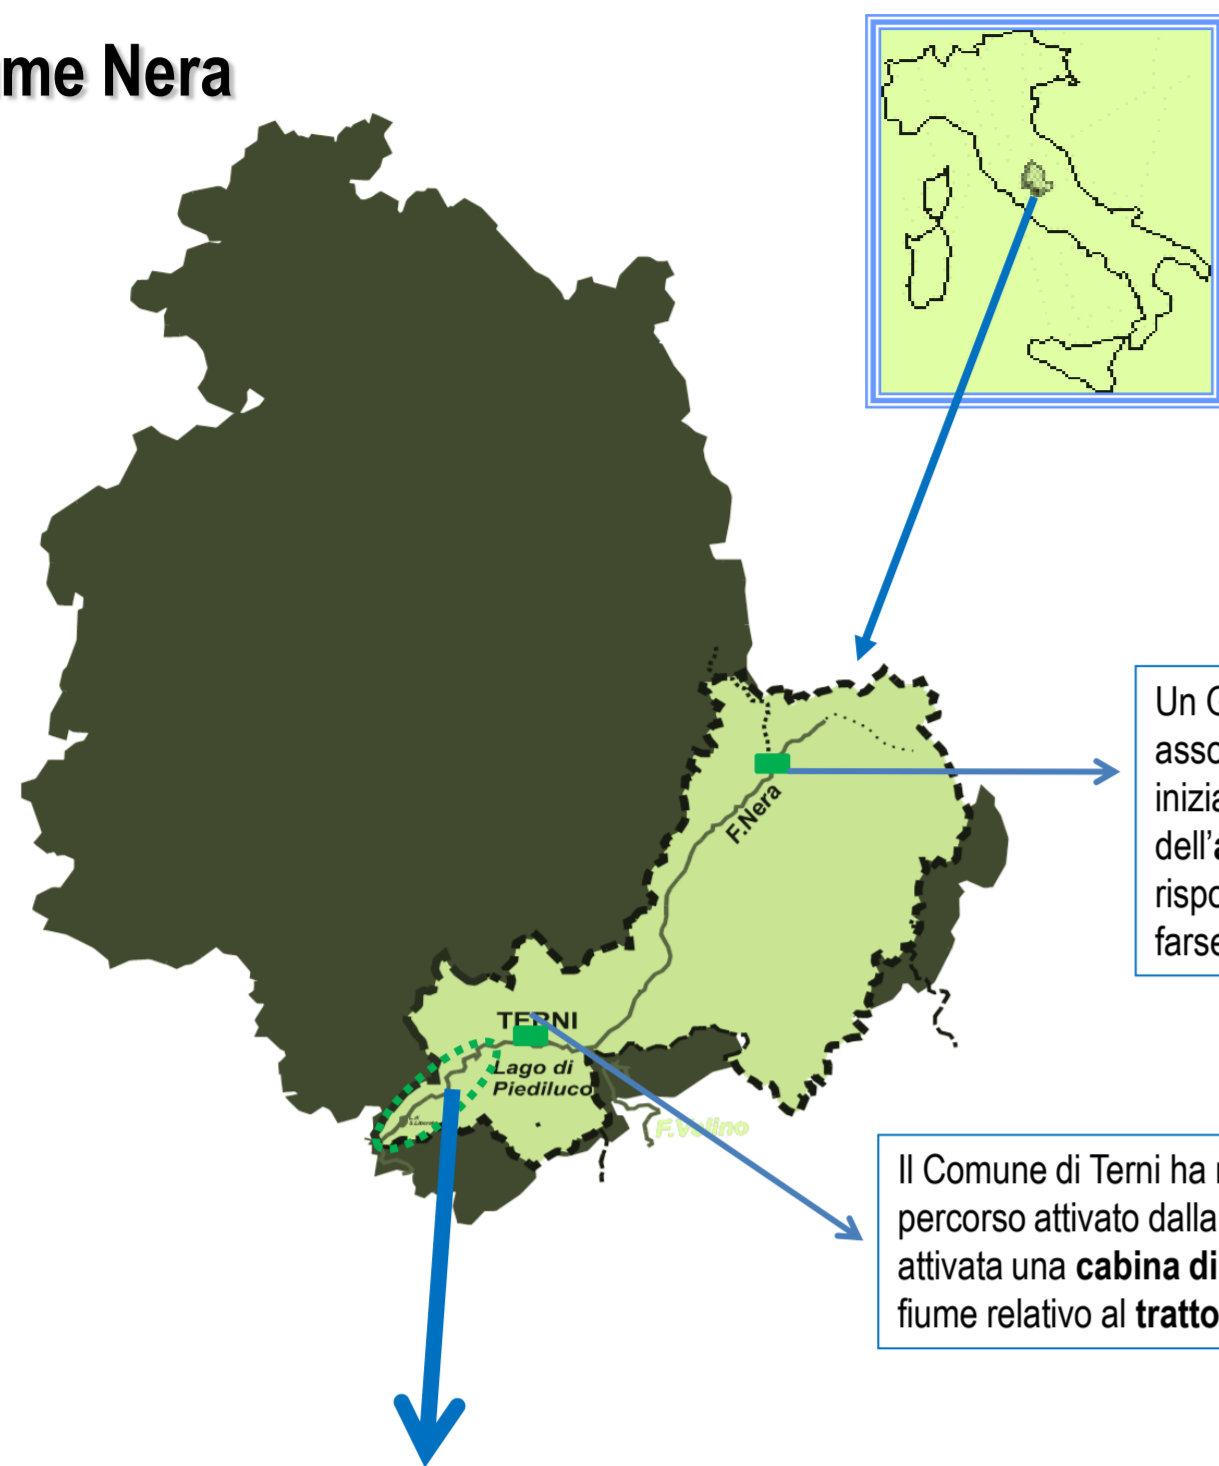 me Nera
Un
asso
inizia
dell'a
rispo
farse
F.Nera
TERNI
Lago di
Piediluco
F.Velino
Il Comune di Terni ha
percorso attivato dalla
attivata una cabina di
fiume relativo al tratto